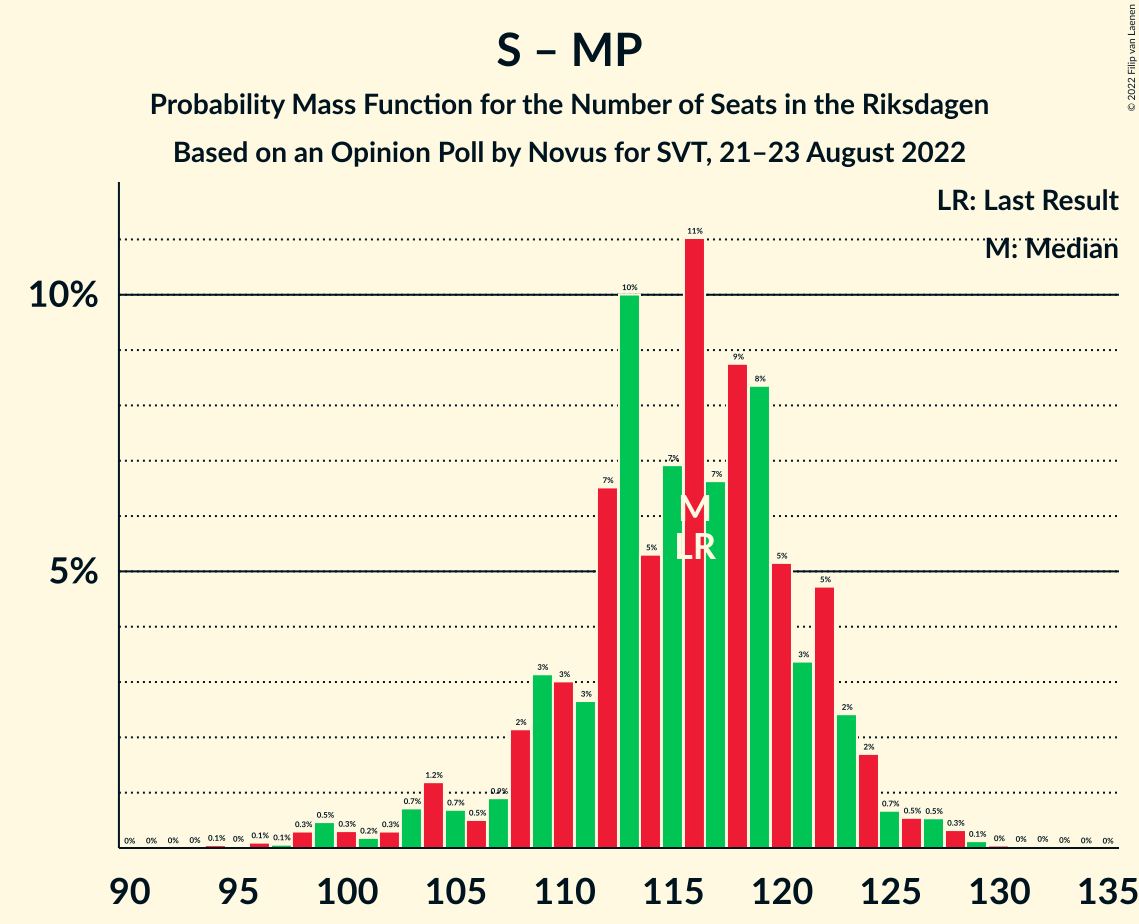 S – MP
Probability Mass Function for the Number of Seats in the Riksdagen
Based on an Opinion Poll by Novus for SVT, 21–23 August 2022
© 2022 Filip van Laenen
LR: Last Result
M: Median
10%
5%
0% 0% 0% 0% 0.1% 0% 0.1% 0.1% 0.3% 0.5% 0.3% 0.2% 0.3% 0.7% 1.2% 0.7% 0.5% 0.9% 2% 3% 3% 3% 7% 10% 5% 7% 11% 7% 9% 8% 5% 3% 5% 2% 2% 0.7% 0.5% 0.5% 0.3% 0.1% 0% 0% 0% 0% 0% 0%
M
LR
90 95 100 105 110 115 120 125 130 135